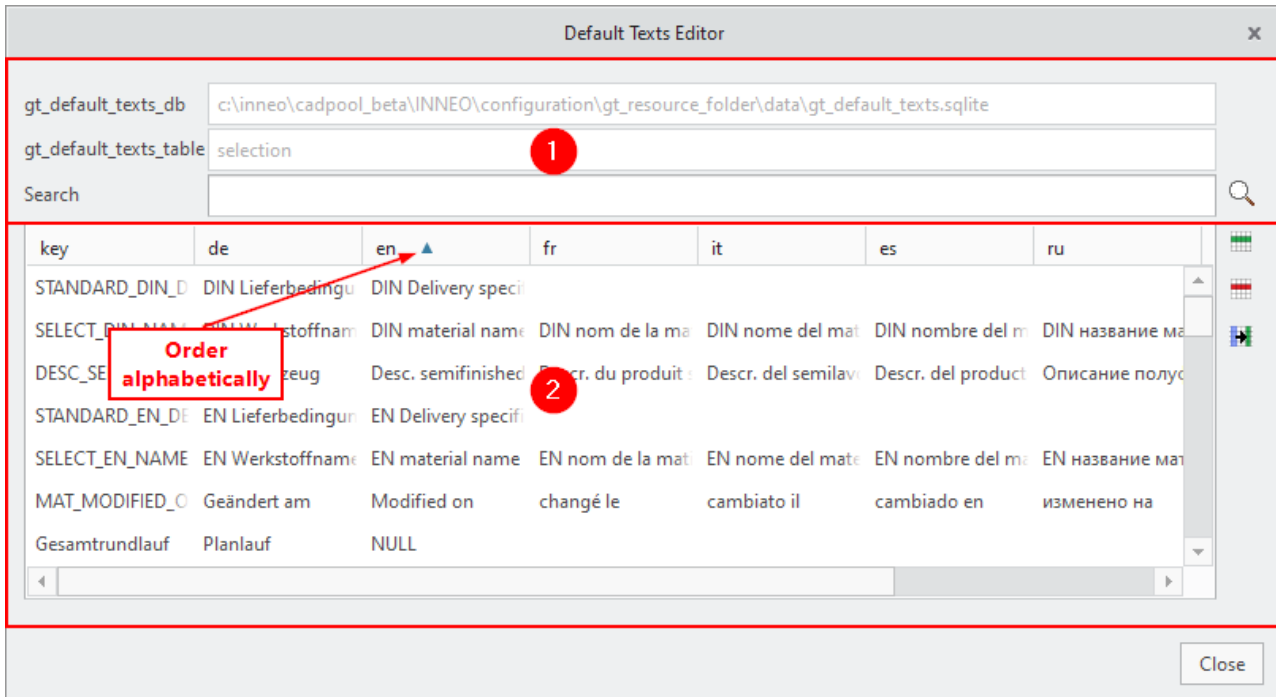 Default Texts Editor
gt_default_texts_db c:\inneo\cadpool_beta\INNEO\configuration\gt_resource_folder\data\gt_default_texts.sqlite
gt_default_texts_table selection
1
Search
key de en fr it es ru
STANDARD_DIN_D DIN Lieferbedingu DIN Delivery speci
SELECT_DIN_NAM stoffnam DIN material name DIN nom de la ma DIN nome del mat DIN nombre del m DIN название ма
Order
alphabetically
DESC_SE zeug Desc. semifinished cr. du produit Descr. del semilav Descr. del product Описание полус
2
STANDARD_EN_DE EN Lieferbedingun EN Delivery specif
SELECT_EN_NAME EN Werkstoffname EN material name EN nom de la mat EN nome del mate EN nombre del ma EN название мат
MAT_MODIFIED_O Geändert am Modified on changé le cambiato il cambiado en изменено на
Gesamtrundlauf Planlauf NULL
Close